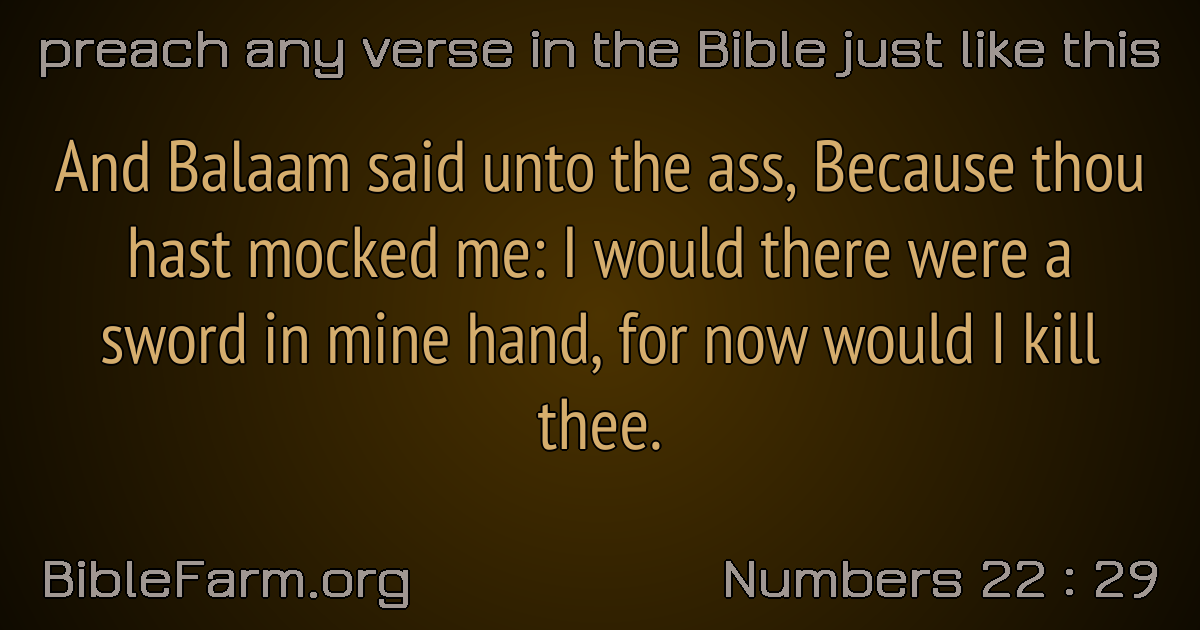 preach any verse in the Bible just like this
And Balaam said unto the ass, Because thou
hast mocked me: I would there were a
sword in mine hand, for now would I kill
thee.
BibleFarm.org
Numbers 22 : 29